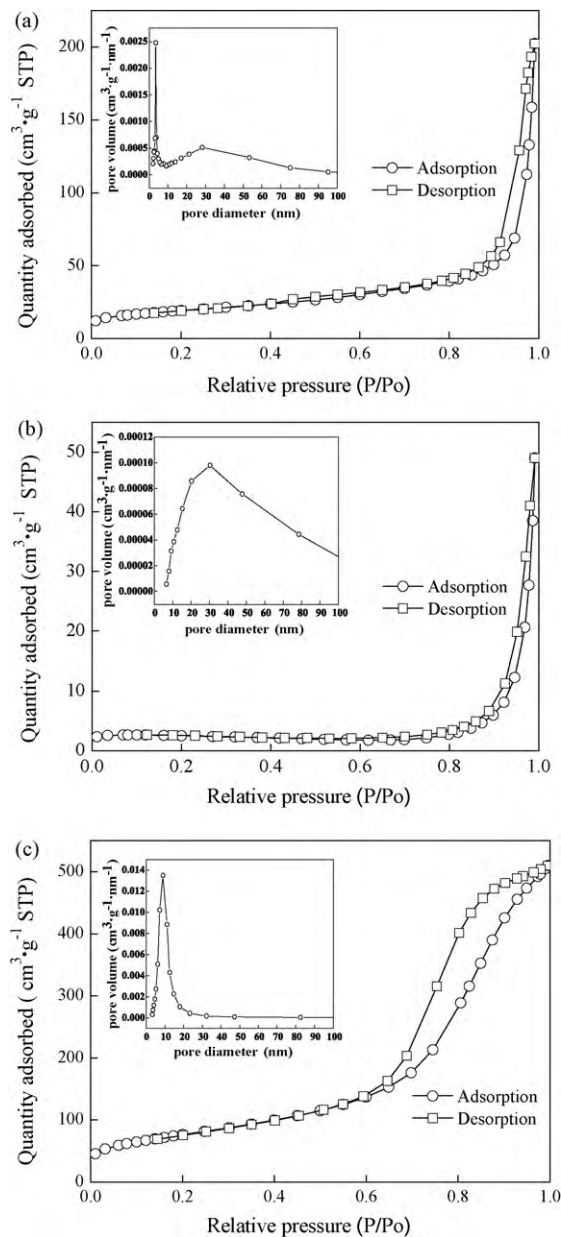 (a)
Quantity adsorbed (cm³•g⁻¹ STP)
200
150
100
50
0
pore volume (cm³·g⁻¹·nm⁻¹)
0.0030
0.0025
0.0020
0.0015
0.0010
0.0005
0.0000
0 10 20 30 40 50 60 70 80 90 100
pore diameter (nm)
Adsorption
Desorption
0.0 0.2 0.4 0.6 0.8 1.0
Relative pressure (P/Po)
(b)
Quantity adsorbed (cm³•g⁻¹ STP)
50
40
30
20
10
0
pore volume (cm³·g⁻¹·nm⁻¹)
0.00012
0.00010
0.00008
0.00006
0.00004
0.00002
0.00000
0 10 20 30 40 50 60 70 80 90 100
pore diameter (nm)
Adsorption
Desorption
0.0 0.2 0.4 0.6 0.8 1.0
Relative pressure (P/Po)
(c)
Quantity adsorbed ( cm³•g⁻¹ STP)
500
400
300
200
100
0
pore volume (cm³·g⁻¹·nm⁻¹)
0.014
0.012
0.010
0.008
0.006
0.004
0.002
0.000
0 10 20 30 40 50 60 70 80 90 100
pore diameter (nm)
Adsorption
Desorption
0.0 0.2 0.4 0.6 0.8 1.0
Relative pressure (P/Po)